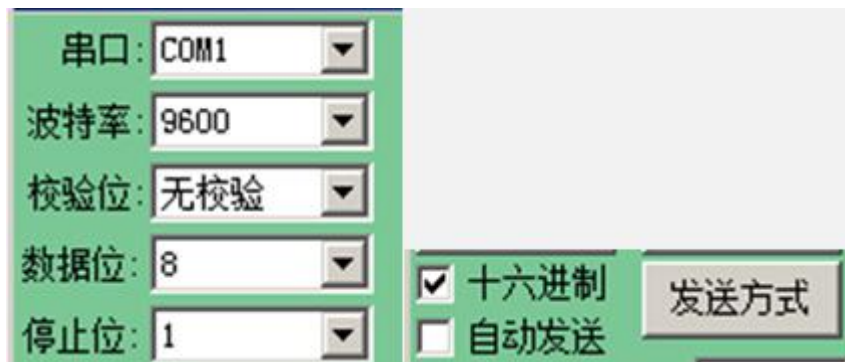 串口: COM1
波特率: 9600
校验位: 无校验
数据位: 8
停止位: 1
十六进制
自动发送
发送方式